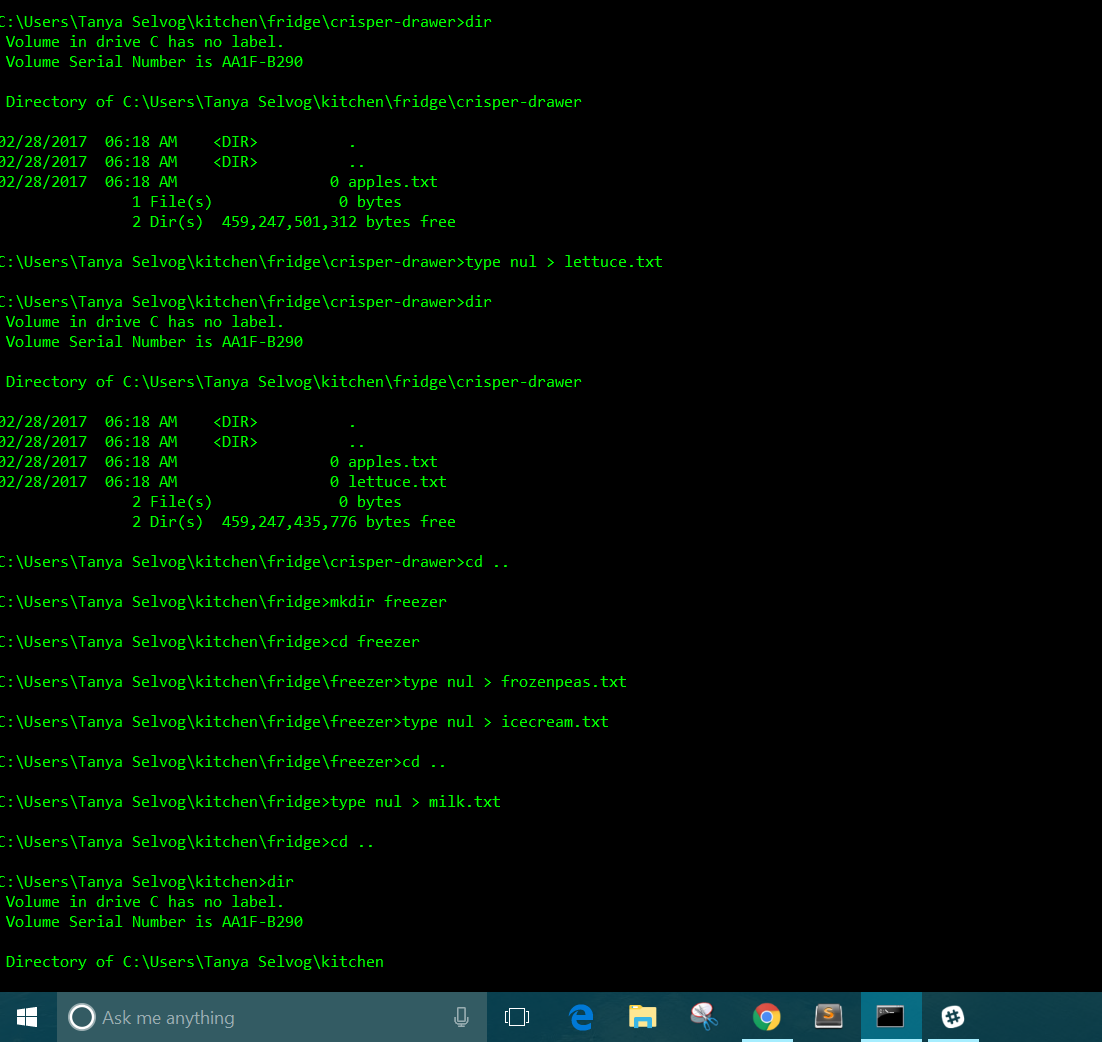 C:\Users\Tanya Selvog\kitchen\fridge\crisper-drawer>dir
Volume in drive C has no label.
Volume Serial Number is AA1F-B290
Directory of C:\Users\Tanya Selvog\kitchen\fridge\crisper-drawer
02/28/2017  06:18 AM    <DIR>          .
02/28/2017  06:18 AM    <DIR>          ..
02/28/2017  06:18 AM                 0 apples.txt
1 File(s)              0 bytes
2 Dir(s)  459,247,501,312 bytes free
C:\Users\Tanya Selvog\kitchen\fridge\crisper-drawer>type nul > lettuce.txt
C:\Users\Tanya Selvog\kitchen\fridge\crisper-drawer>dir
Volume in drive C has no label.
Volume Serial Number is AA1F-B290
Directory of C:\Users\Tanya Selvog\kitchen\fridge\crisper-drawer
02/28/2017  06:18 AM    <DIR>          .
02/28/2017  06:18 AM    <DIR>          ..
02/28/2017  06:18 AM                 0 apples.txt
02/28/2017  06:18 AM                 0 lettuce.txt
2 File(s)              0 bytes
2 Dir(s)  459,247,435,776 bytes free
C:\Users\Tanya Selvog\kitchen\fridge\crisper-drawer>cd ..
C:\Users\Tanya Selvog\kitchen\fridge>mkdir freezer
C:\Users\Tanya Selvog\kitchen\fridge>cd freezer
C:\Users\Tanya Selvog\kitchen\fridge\freezer>type nul > frozenpeas.txt
C:\Users\Tanya Selvog\kitchen\fridge\freezer>type nul > icecream.txt
C:\Users\Tanya Selvog\kitchen\fridge\freezer>cd ..
C:\Users\Tanya Selvog\kitchen\fridge>type nul > milk.txt
C:\Users\Tanya Selvog\kitchen\fridge>cd ..
C:\Users\Tanya Selvog\kitchen>dir
Volume in drive C has no label.
Volume Serial Number is AA1F-B290
Directory of C:\Users\Tanya Selvog\kitchen
Ask me anything